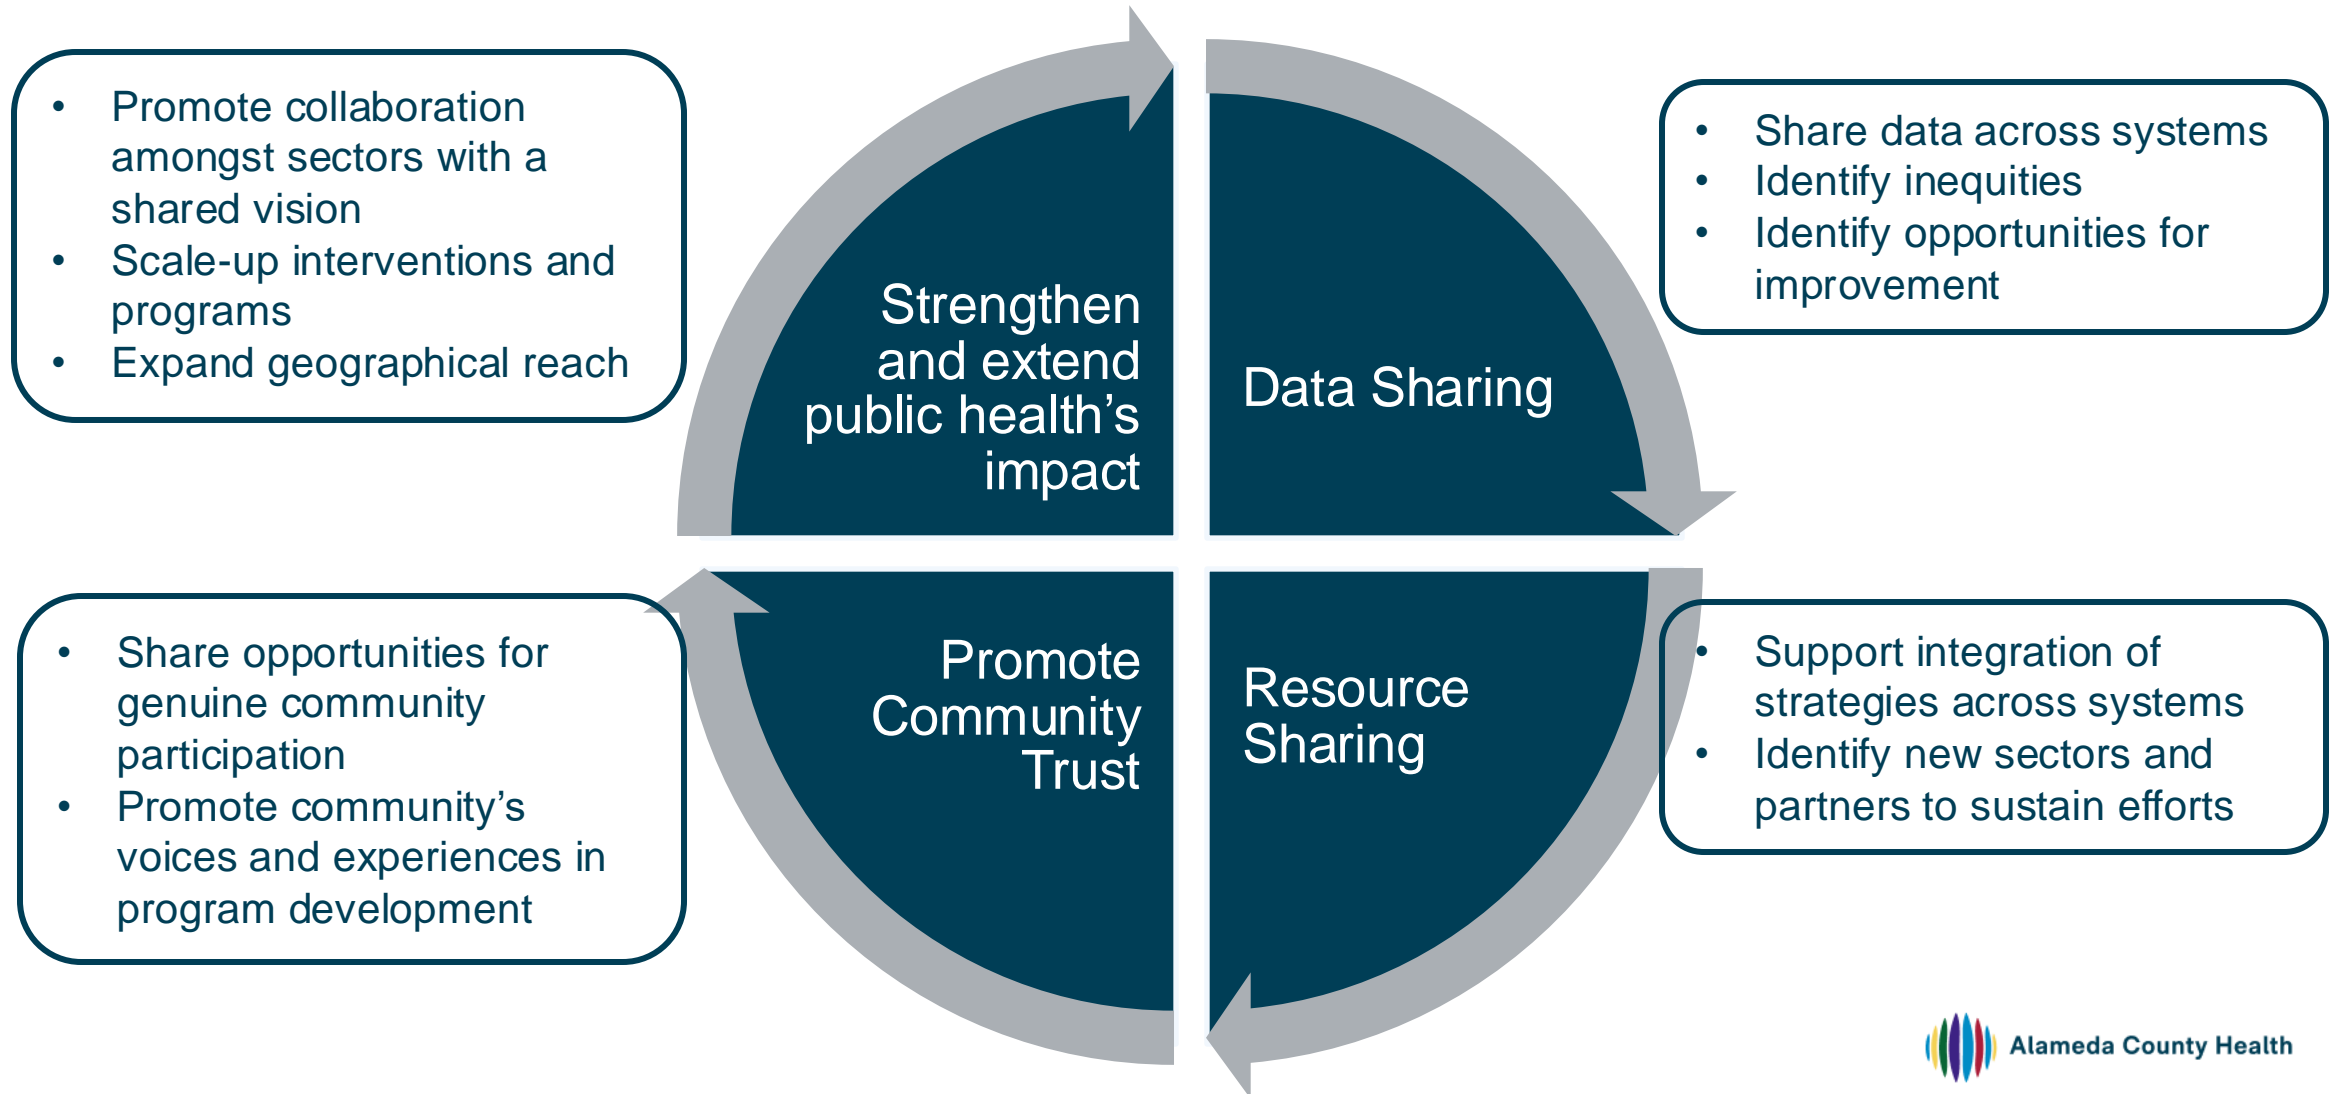 • Promote collaboration
amongst sectors with a
shared vision
• Scale-up interventions and
programs
• Expand geographical reach
Strengthen
and extend
public health’s
impact
Data Sharing
• Share data across systems
• Identify inequities
• Identify opportunities for
improvement
• Share opportunities for
genuine community
participation
• Promote community’s
voices and experiences in
program development
Promote
Community
Trust
Resource
Sharing
• Support integration of
strategies across systems
• Identify new sectors and
partners to sustain efforts
Alameda County Health